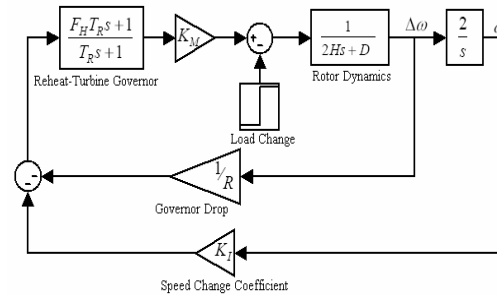 F_H T_R s+1
T_R s+1
Reheat-Turbine Governor
K_M
+
-
1
2Hs+D
Rotor Dynamics
Δω
2
s
Load Change
- -
1/R
Governor Drop
K_I
Speed Change Coefficient